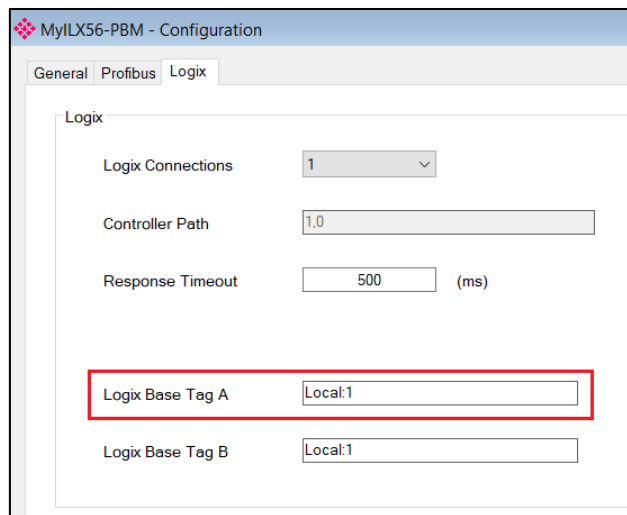 MyILX56-PBM - Configuration
General Profibus Logix
Logix
Logix Connections 1
Controller Path 1,0
Response Timeout 500 (ms)
Logix Base Tag A Local:1
Logix Base Tag B Local:1